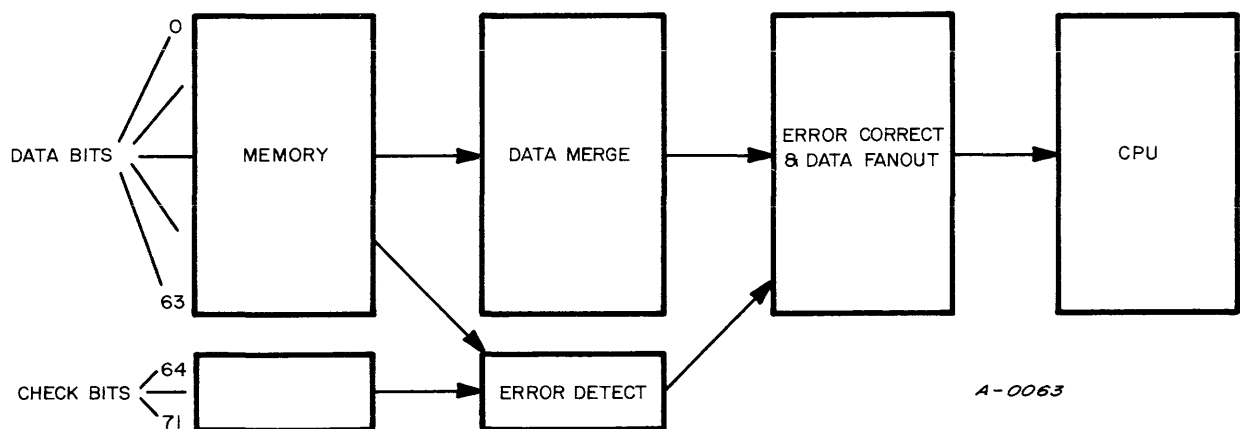 0
DATA BITS
63
MEMORY
DATA MERGE
ERROR CORRECT
& DATA FANOUT
CPU
CHECK BITS
64
71
ERROR DETECT
A-0063